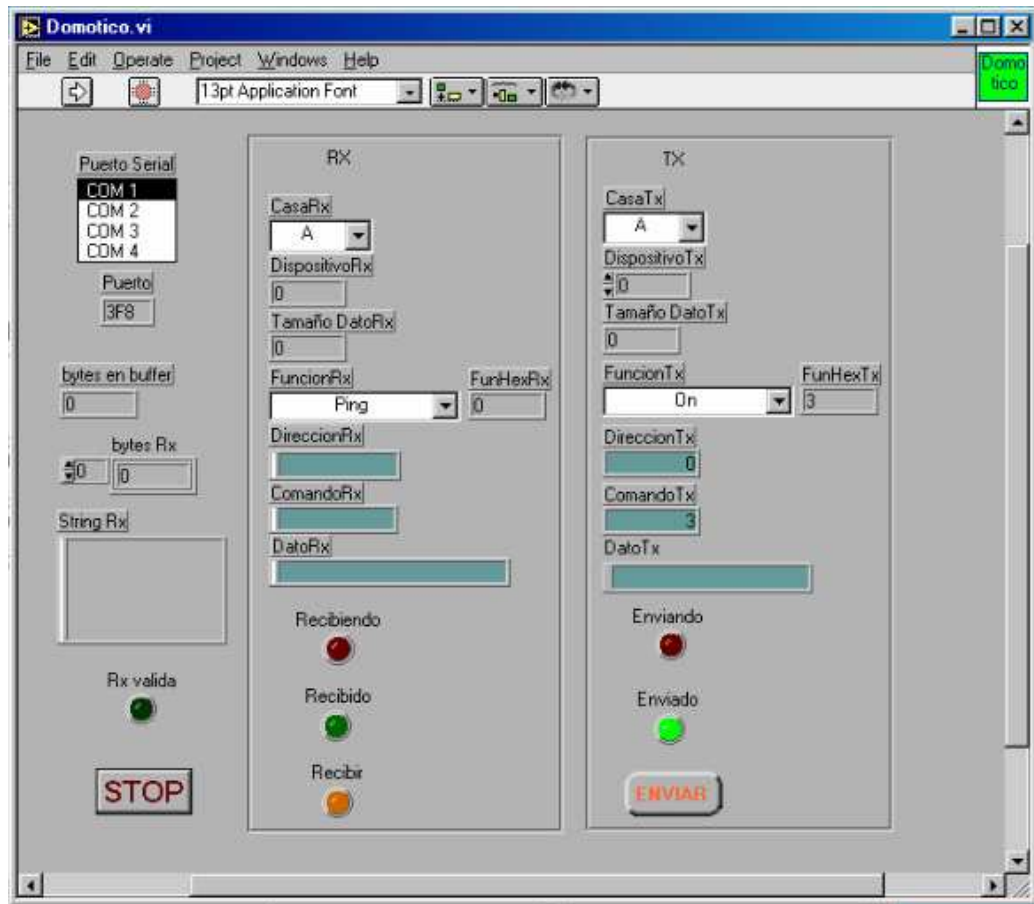 Domotico.vi
File Edit Operate Project Windows Help
Domo
tico
13pt Application Font
Puerto Serial
COM 1
COM 2
COM 3
COM 4
Puerto
3F8
bytes en buffer
0
bytes Rx
0 0
String Rx
Rx valida
STOP
RX
CasaRx
A
DispositivoRx
0
Tamaño DatoRx
0
FuncionRx FunHexRx
Ping 0
DireccionRx
ComandoRx
DatoRx
Recibiendo
Recibido
Recibir
TX
CasaTx
A
DispositivoTx
0
Tamaño DatoTx
0
FuncionTx FunHexTx
On 3
DireccionTx
0
ComandoTx
3
DatoTx
Enviando
Enviado
ENVIAR